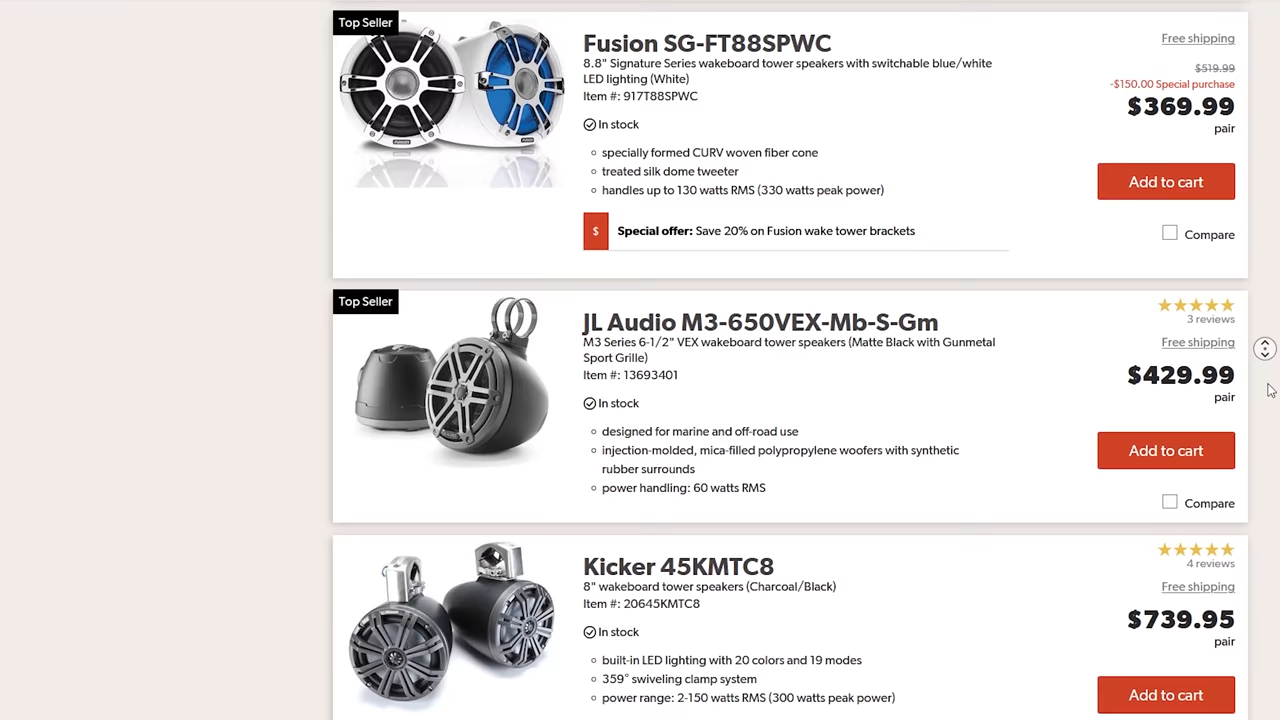 Top Seller
Fusion SG-FT88SPWC
8.8" Signature Series wakeboard tower speakers with switchable blue/white
LED lighting (White)
Item #: 917T88SPWC
In stock
specially formed CURV woven fiber cone
treated silk dome tweeter
handles up to 130 watts RMS (330 watts peak power)
$ Special offer: Save 20% on Fusion wake tower brackets
Free shipping
$519.99
-$150.00 Special purchase
$369.99
pair
Add to cart
Compare
Top Seller
JL Audio M3-650VEX-Mb-S-Gm
M3 Series 6-1/2" VEX wakeboard tower speakers (Matte Black with Gunmetal
Sport Grille)
Item #: 13693401
In stock
designed for marine and off-road use
injection-molded, mica-filled polypropylene woofers with synthetic
rubber surrounds
power handling: 60 watts RMS
3 reviews
Free shipping
$429.99
pair
Add to cart
Compare
Kicker 45KMTC8
8" wakeboard tower speakers (Charcoal/Black)
Item #: 20645KMTC8
In stock
built-in LED lighting with 20 colors and 19 modes
359° swiveling clamp system
power range: 2-150 watts RMS (300 watts peak power)
4 reviews
Free shipping
$739.95
pair
Add to cart